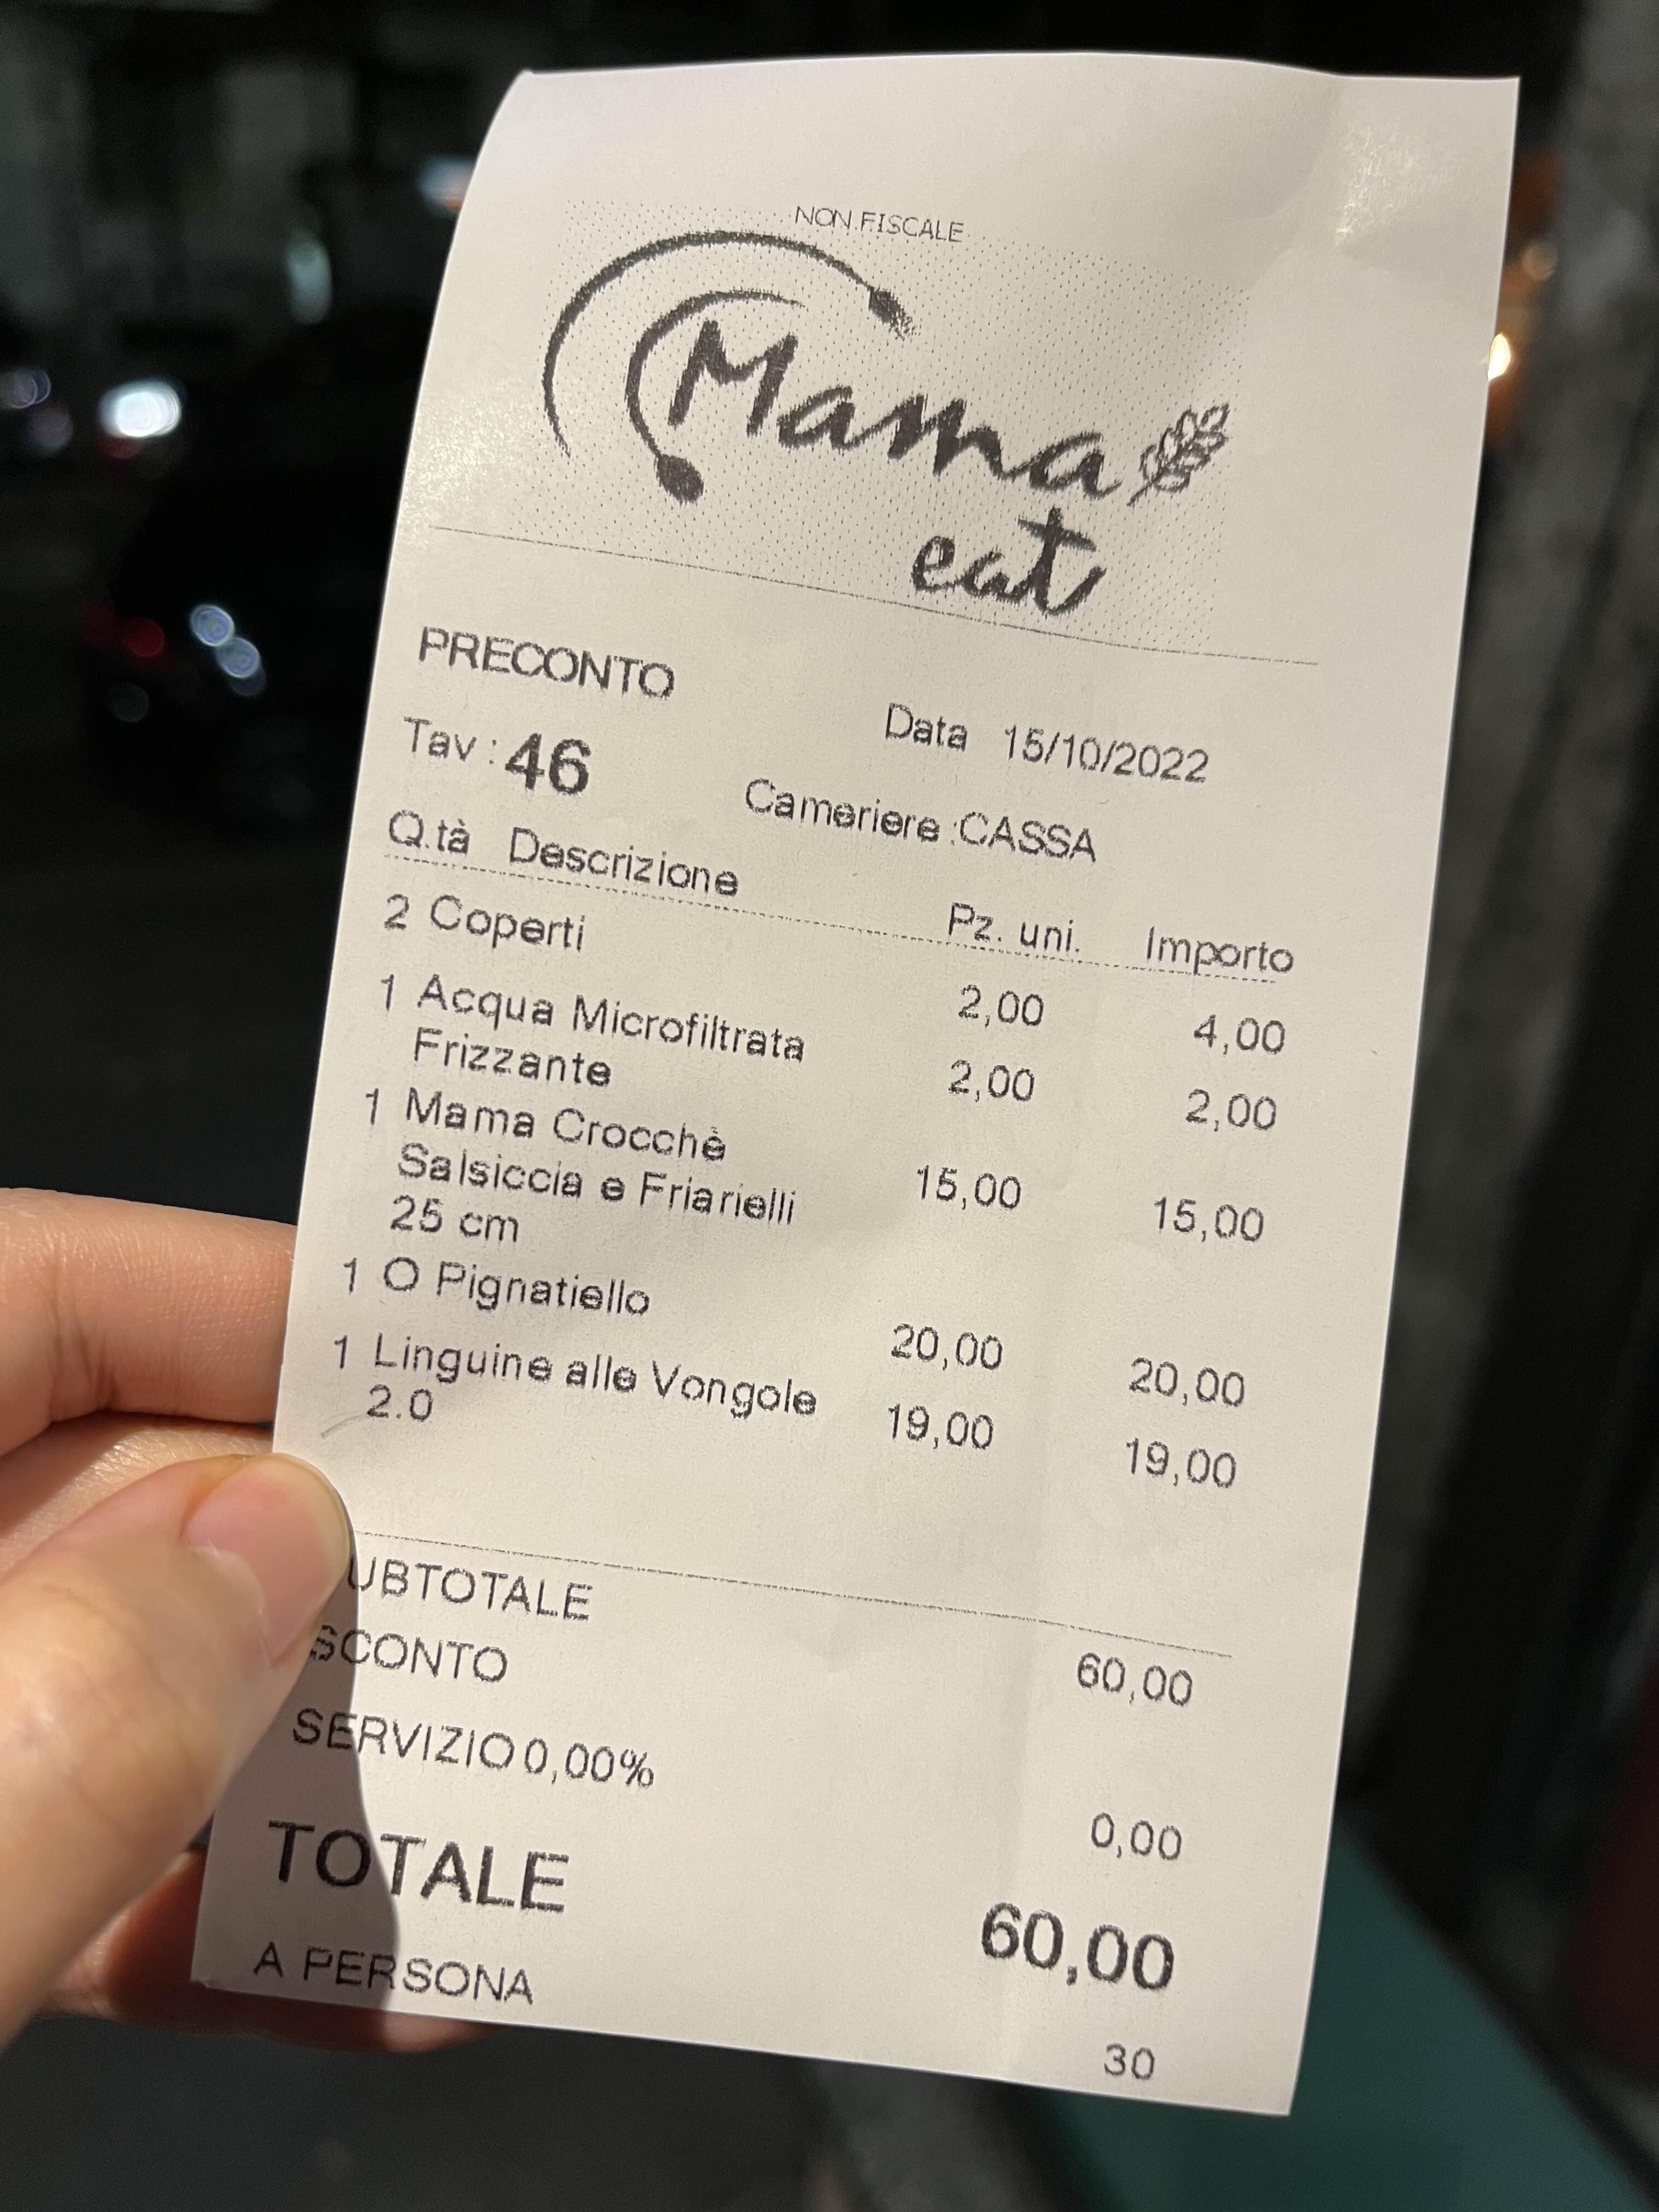 NON FISCALE
Mama
eat
PRECONTO
Data 15/10/2022
Tav : 46
Cameriere :CASSA
Q.tà Descrizione Pz. uni. Importo
2 Coperti 2,00 4,00
1 Acqua Microfiltrata 2,00 2,00
Frizzante
1 Mama Crocchè 15,00 15,00
Salsiccia e Friarielli
25 cm
1 O Pignatiello 20,00 20,00
1 Linguine alle Vongole 19,00 19,00
2.0
UBTOTALE 60,00
SCONTO
SERVIZIO 0,00% 0,00
TOTALE 60,00
A PERSONA 30